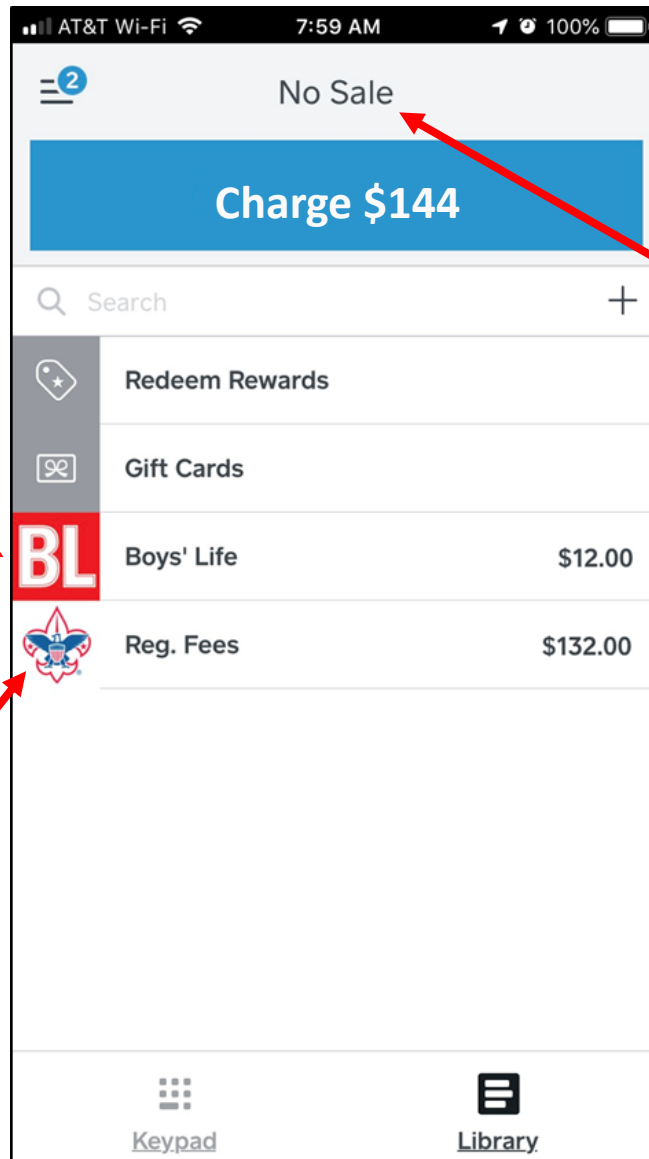 AT&T Wi-Fi 7:59 AM 100%
2 No Sale
Charge $144
Search
Redeem Rewards
Gift Cards
BL Boys' Life $12.00
Reg. Fees $132.00
Keypad Library